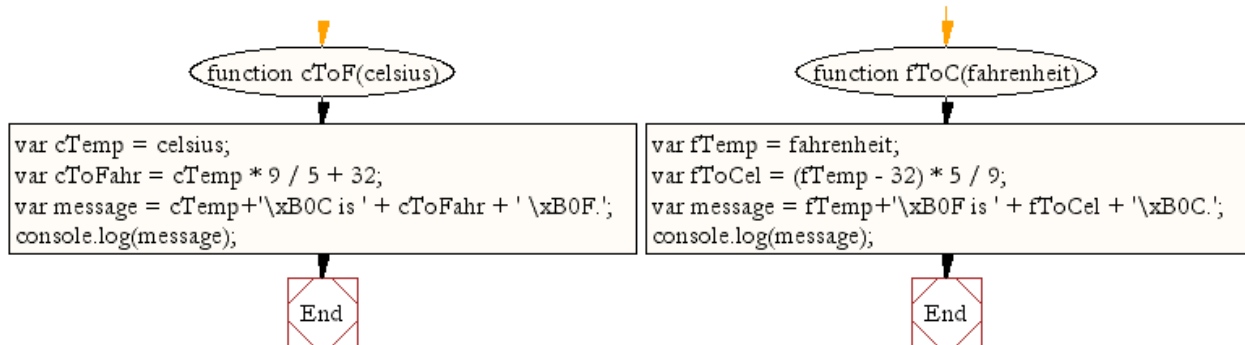 function cToF(celsius)
var cTemp = celsius;
var cToFahr = cTemp * 9 / 5 + 32;
var message = cTemp+'\xB0C is ' + cToFahr + ' \xB0F.';
console.log(message);
End
function fToC(fahrenheit)
var fTemp = fahrenheit;
var fToCel = (fTemp - 32) * 5 / 9;
var message = fTemp+'\xB0F is ' + fToCel + '\xB0C.';
console.log(message);
End